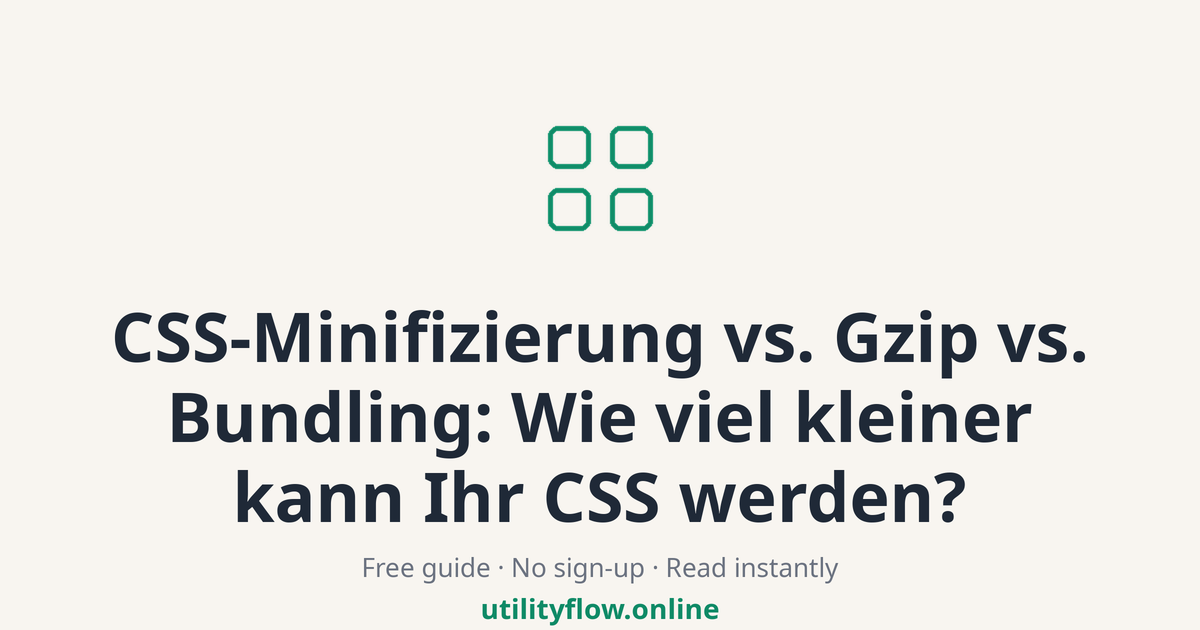 CSS-Minifizierung vs. Gzip vs.
Bundling: Wie viel kleiner
kann Ihr CSS werden?
Free guide · No sign-up · Read instantly
utilityflow.online